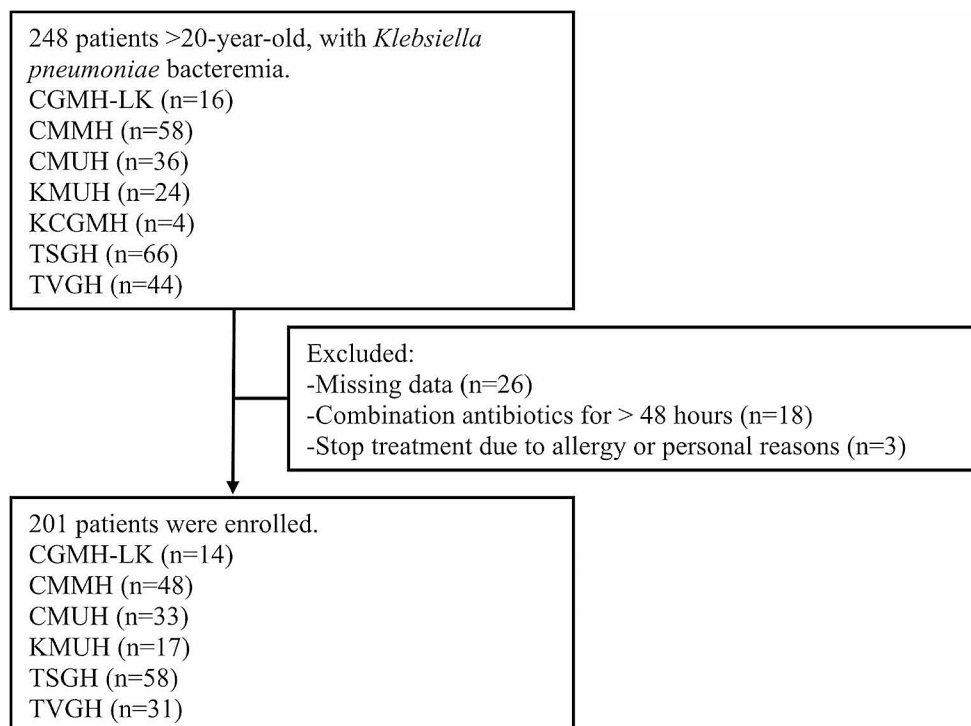 248 patients >20-year-old, with Klebsiella
pneumoniae bacteremia.
CGMH-LK (n=16)
CMMH (n=58)
CMUH (n=36)
KMUH (n=24)
KCGMH (n=4)
TSGH (n=66)
TVGH (n=44)
Excluded:
-Missing data (n=26)
-Combination antibiotics for > 48 hours (n=18)
-Stop treatment due to allergy or personal reasons (n=3)
201 patients were enrolled.
CGMH-LK (n=14)
CMMH (n=48)
CMUH (n=33)
KMUH (n=17)
TSGH (n=58)
TVGH (n=31)